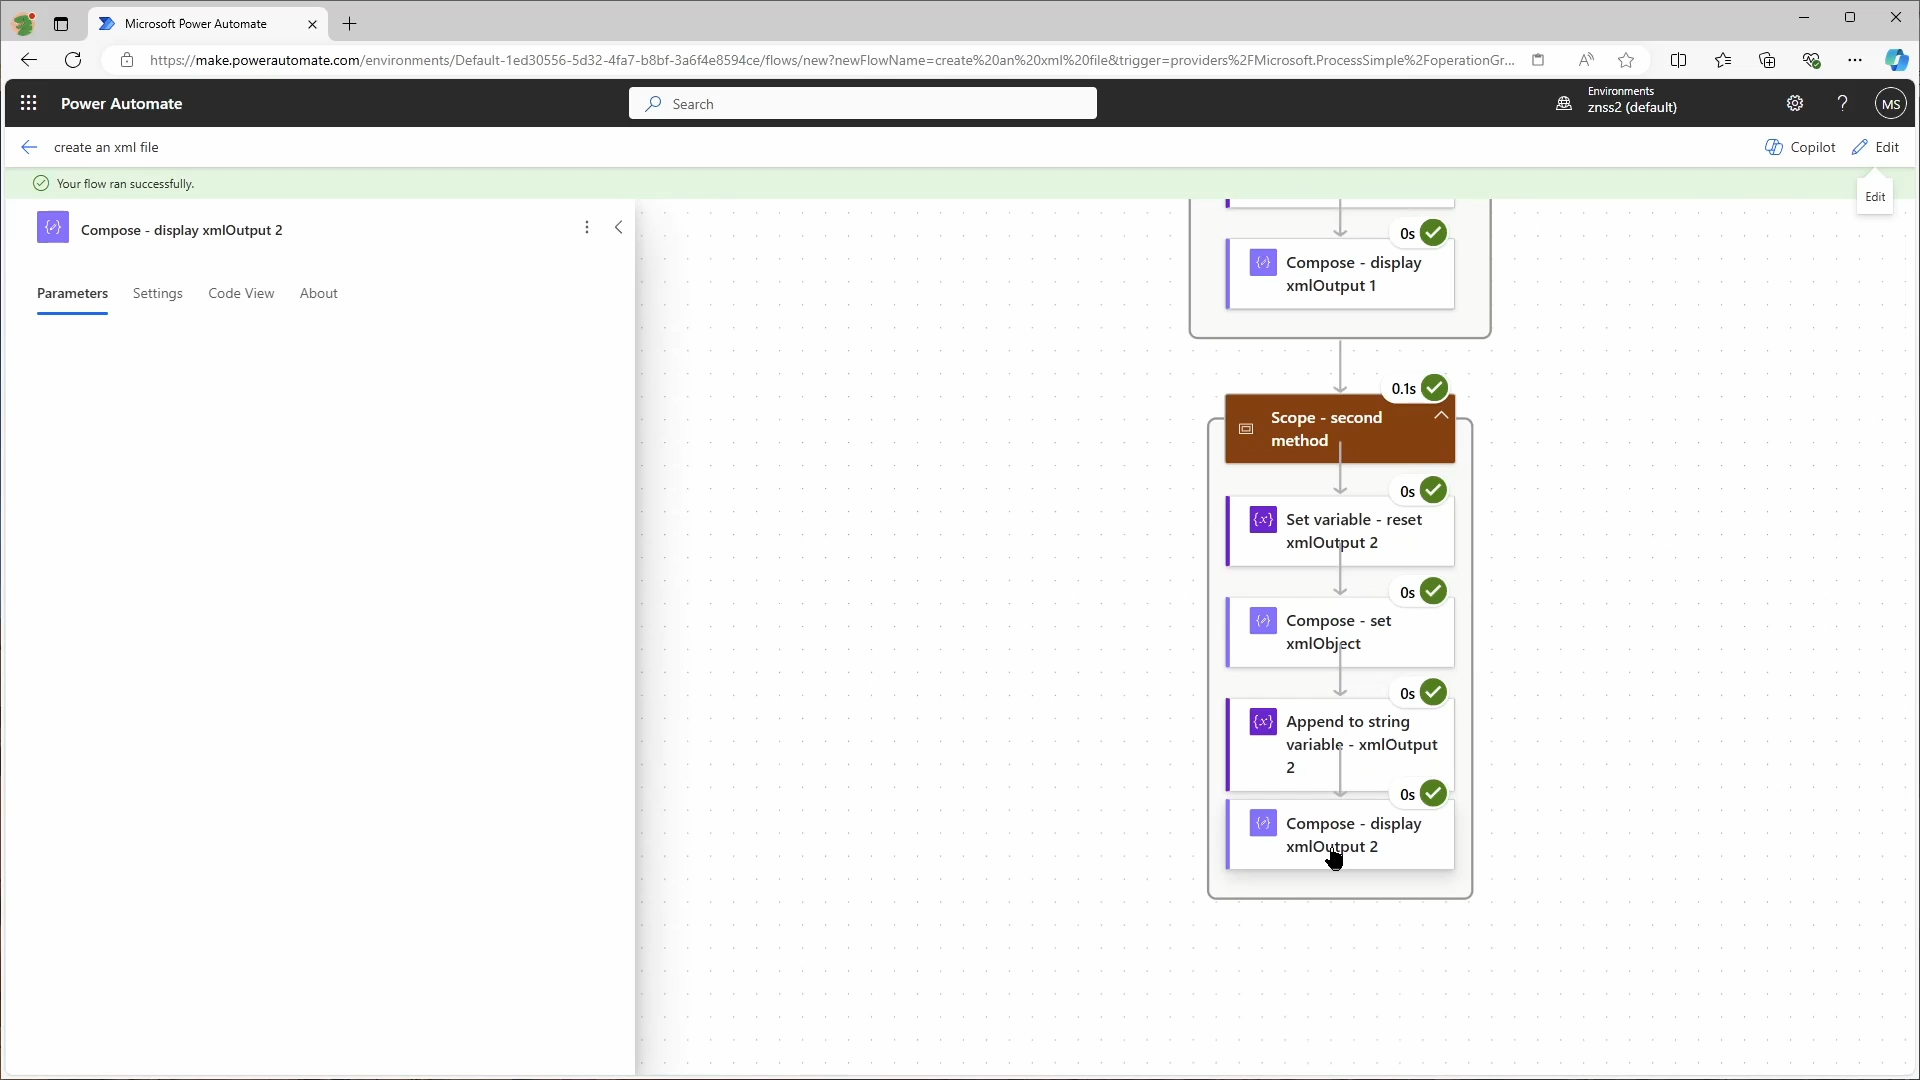 Microsoft Power Automate
https://make.powerautomate.com/environments/Default-1ed30556-5d32-4fa7-b8bf-3a6f4e8594ce/flows/new?newFlowName=create%20an%20xml%20file&trigger=providers%2FMicrosoft.ProcessSimple%2FoperationGr...
Power Automate
Search
Environments
znss2 (default)
MS
create an xml file
Copilot
Edit
Your flow ran successfully.
Edit
Compose - display xmlOutput 2
Parameters
Settings
Code View
About
0s
Compose - display
xmlOutput 1
0.1s
Scope - second
method
0s
Set variable - reset
xmlOutput 2
0s
Compose - set
xmlObject
0s
Append to string
variable - xmlOutput
2
0s
Compose - display
xmlOutput 2